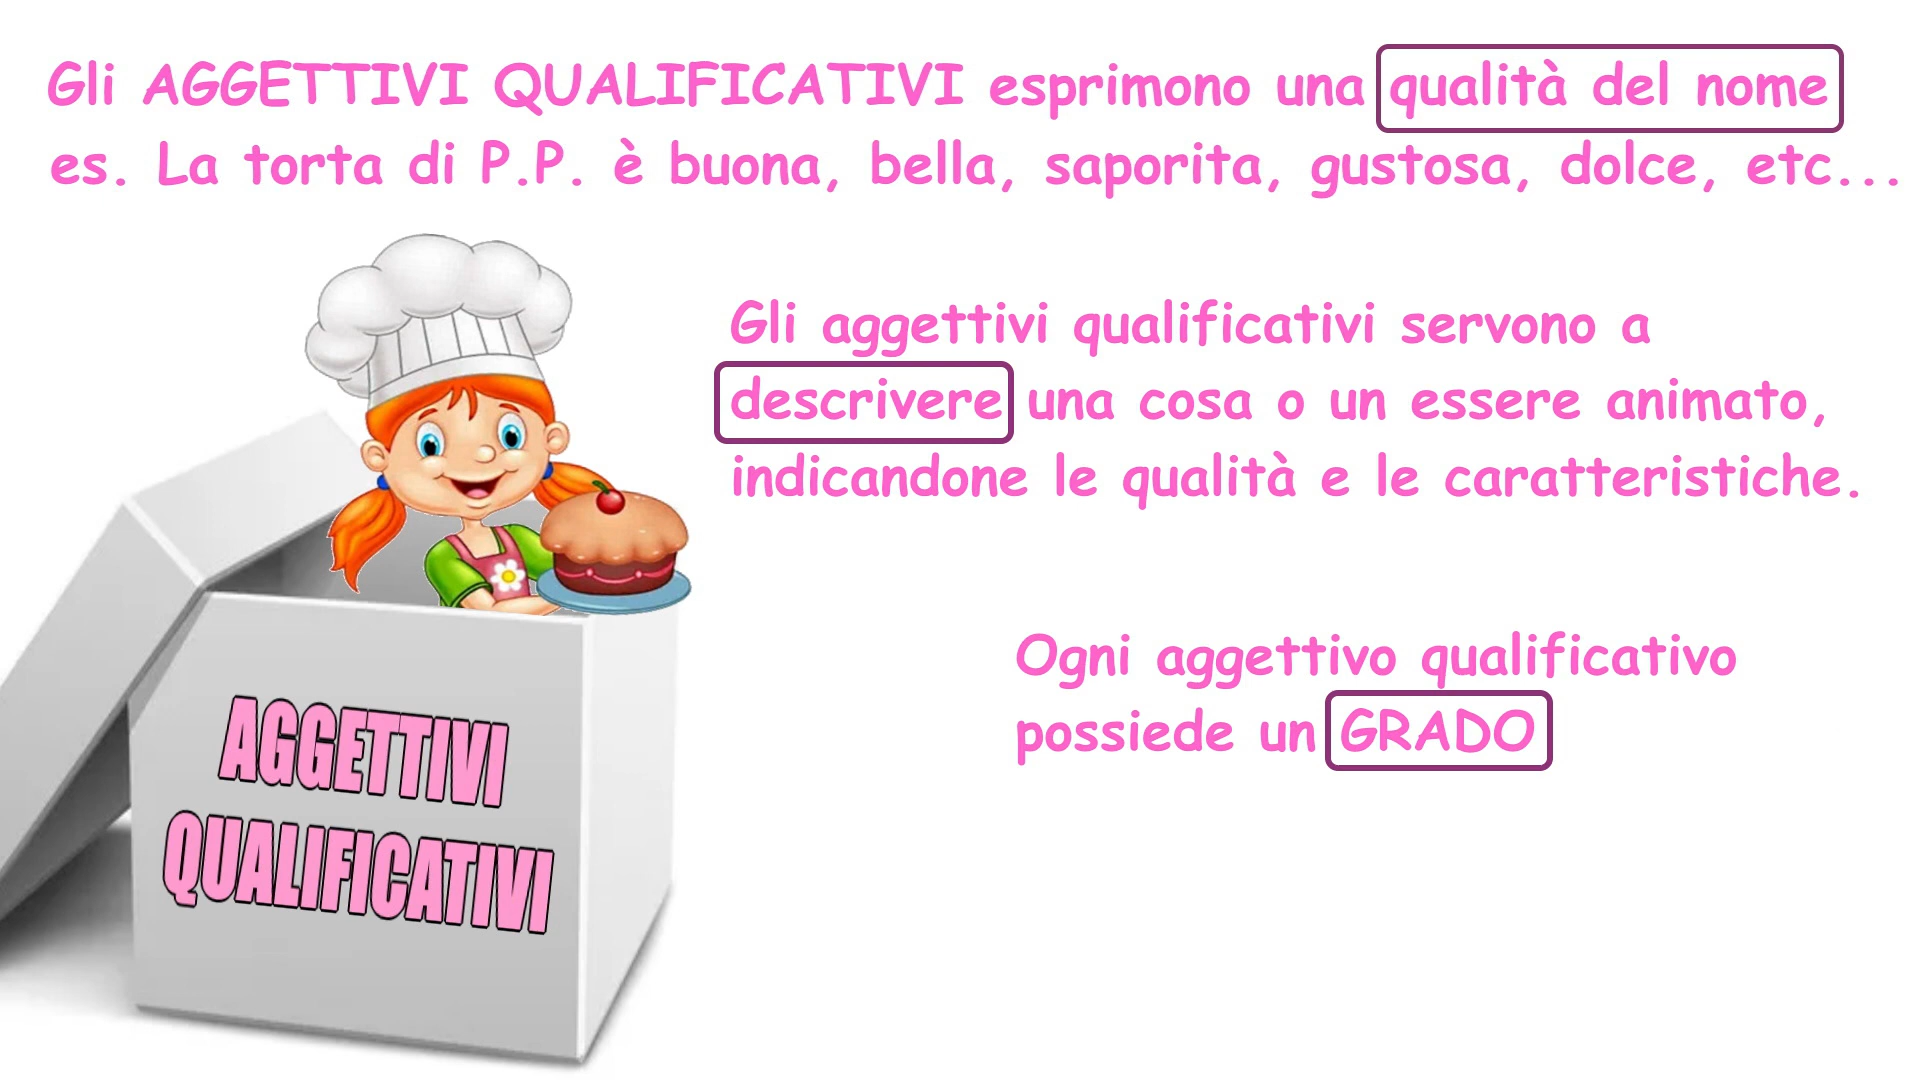 Gli AGGETTIVI QUALIFICATIVI esprimono una qualità del nome
es. La torta di P.P. è buona, bella, saporita, gustosa, dolce, etc...
Gli aggettivi qualificativi servono a
descrivere una cosa o un essere animato,
indicandone le qualità e le caratteristiche.
Ogni aggettivo qualificativo
possiede un GRADO
AGGETTIVI
QUALIFICATIVI